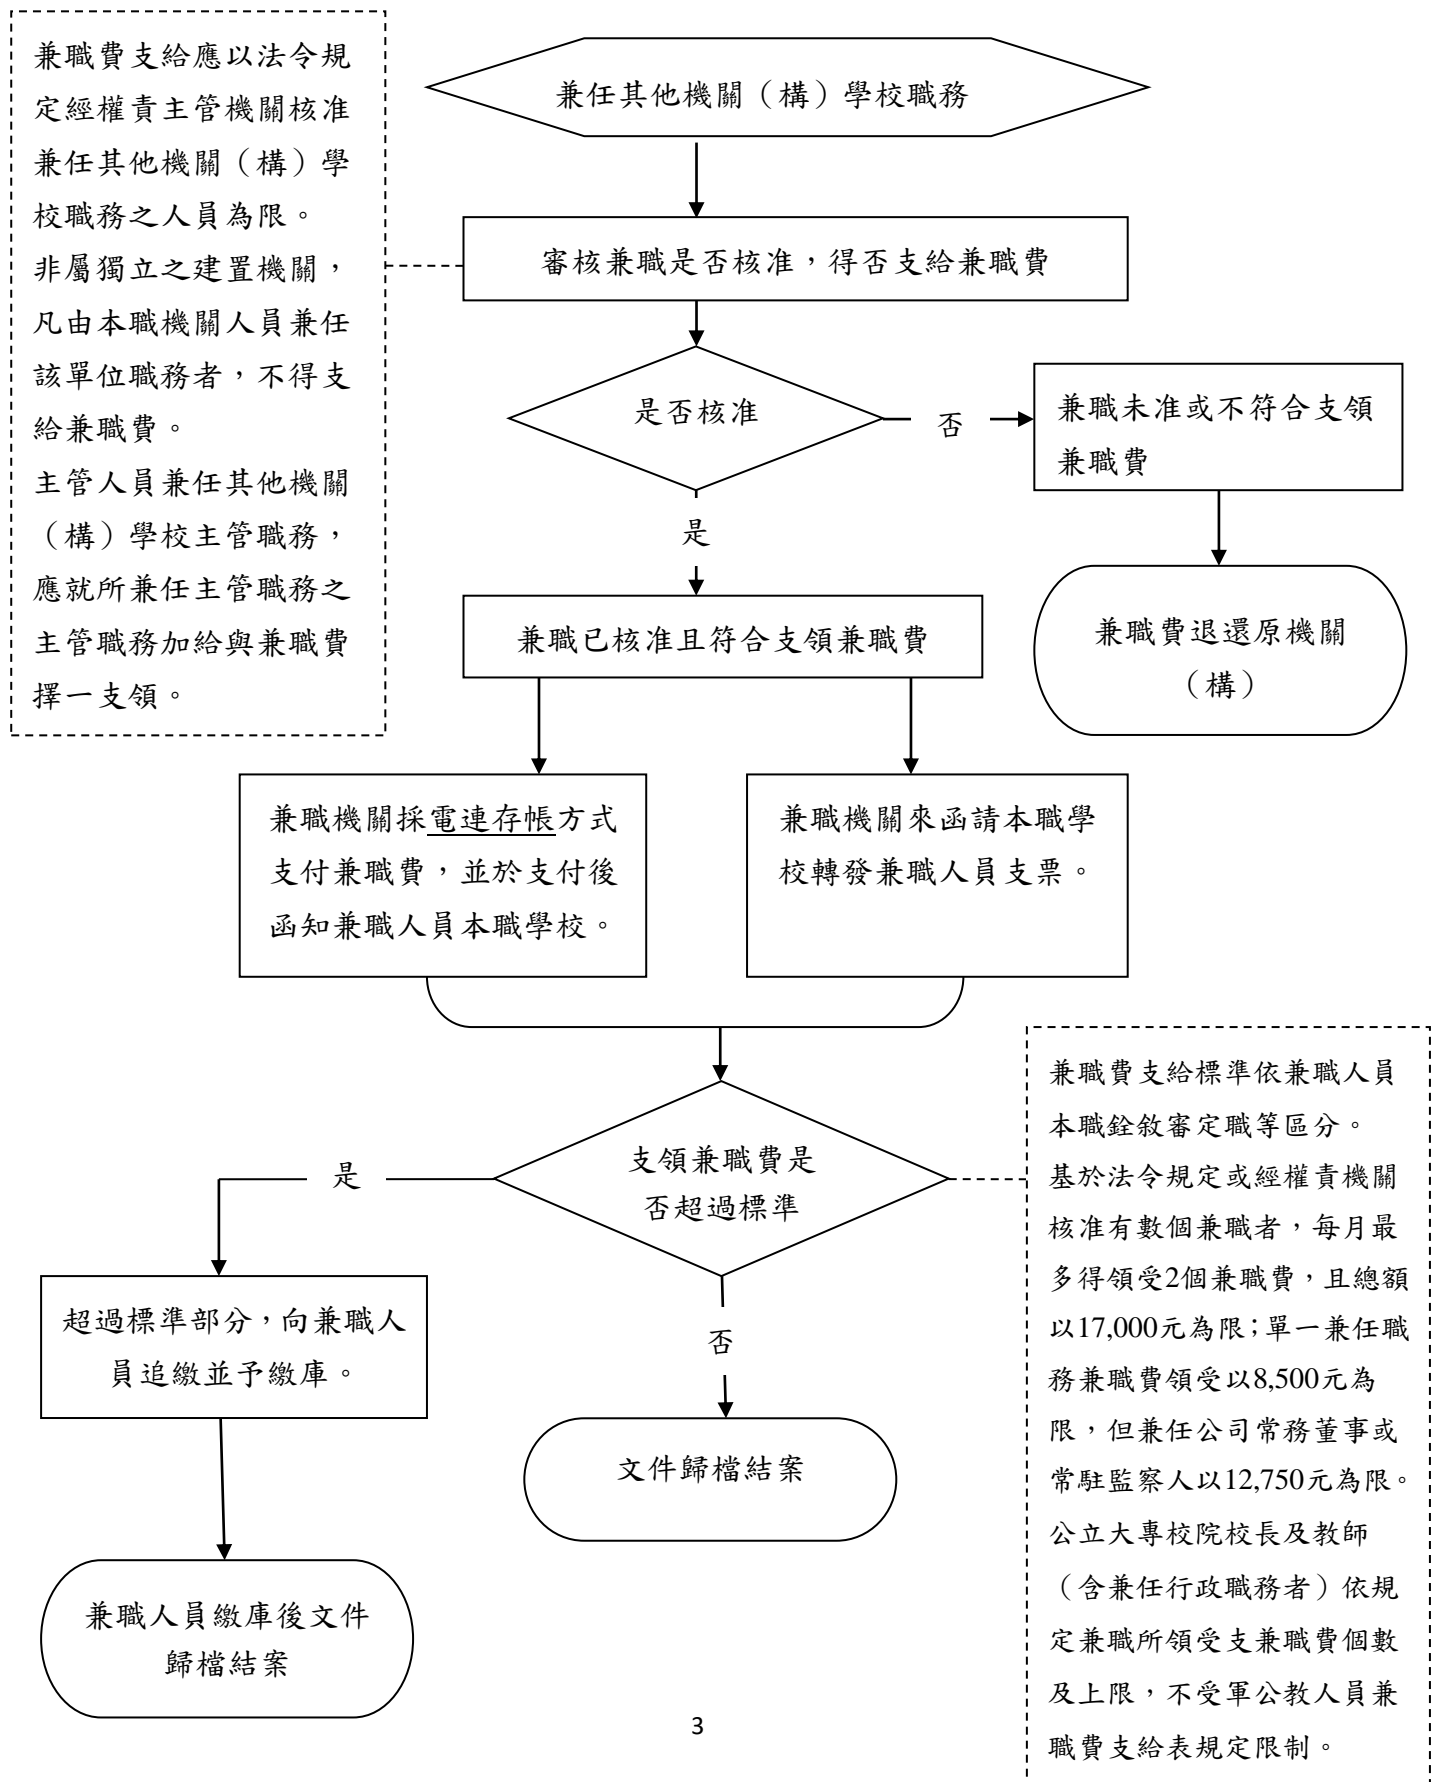 兼職費支給應以法令規
定經權責主管機關核准
兼任其他機關（構）學
校職務之人員為限。
非屬獨立之建置機關，
凡由本職機關人員兼任
該單位職務者，不得支
給兼職費。
主管人員兼任其他機關
（構）學校主管職務，
應就所兼任主管職務之
主管職務加給與兼職費
擇一支領。
兼任其他機關（構）學校職務
審核兼職是否核准，得否支給兼職費
是否核准
否
兼職未准或不符合支領
兼職費
是
兼職費退還原機關
（構）
兼職已核准且符合支領兼職費
兼職機關採電連存帳方式
支付兼職費，並於支付後
函知兼職人員本職學校。
兼職機關來函請本職學
校轉發兼職人員支票。
支領兼職費是
否超過標準
是
超過標準部分，向兼職人
員追繳並予繳庫。
否
文件歸檔結案
兼職人員繳庫後文件
歸檔結案
兼職費支給標準依兼職人員
本職銓敘審定職等區分。
基於法令規定或經權責機關
核准有數個兼職者，每月最
多得領受2個兼職費，且總額
以17,000元為限；單一兼任職
務兼職費領受以8,500元為
限，但兼任公司常務董事或
常駐監察人以12,750元為限。
公立大專校院校長及教師
（含兼任行政職務者）依規
定兼職所領受支兼職費個數
及上限，不受軍公教人員兼
職費支給表規定限制。
3